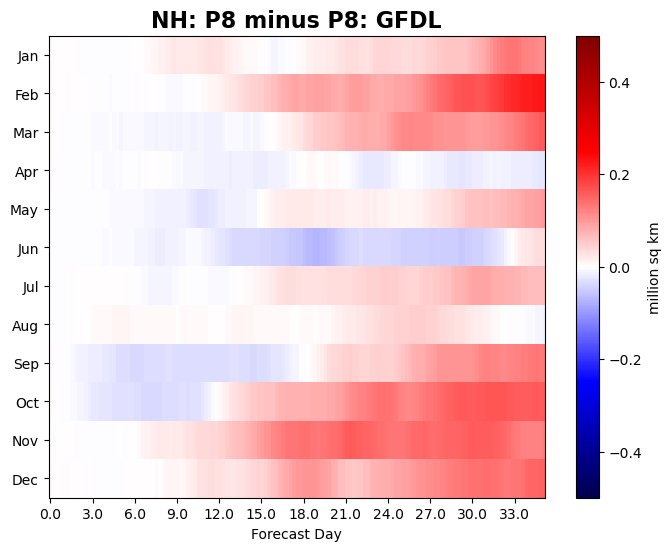 NH: P8 minus P8: GFDL
Jan
Feb
Mar
Apr
May
Jun
Jul
Aug
Sep
Oct
Nov
Dec
0.0 3.0 6.0 9.0 12.0 15.0 18.0 21.0 24.0 27.0 30.0 33.0
Forecast Day
0.4
0.2
0.0
−0.2
−0.4
million sq km